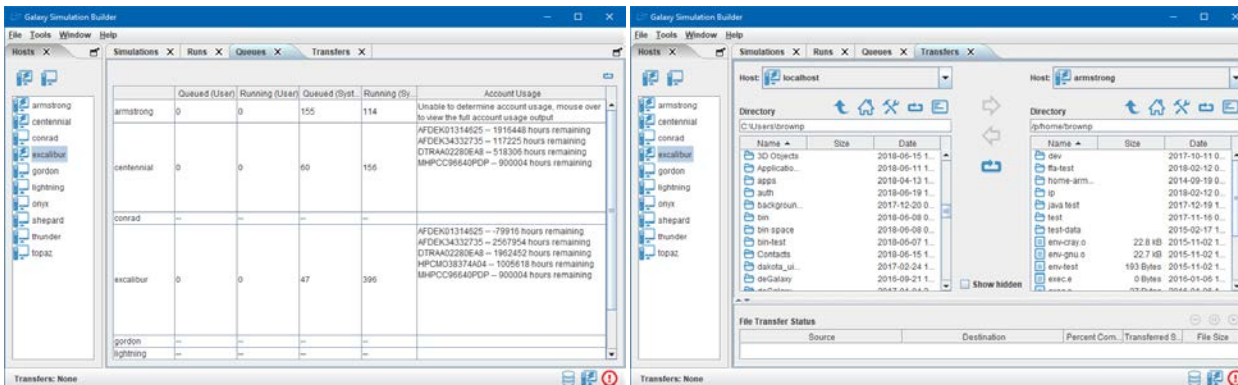 Galaxy Simulation Builder
File Tools Window Help
Hosts X
Simulations X Runs X Queues X Transfers X
armstrong
centennial
conrad
excalibur
gordon
lightning
onyx
shepard
thunder
topaz
Queued (User) Running (User) Queued (Syst... Running (Sy... Account Usage
armstrong 0 0 155 114 Unable to determine account usage, mouse over
to view the full account usage output
centennial 0 0 60 156
AFDEK01314625 -- 1916448 hours remaining
AFDEK34332735 -- 117225 hours remaining
DTRAA02280EA8 -- 518306 hours remaining
MHPCC96640PDP -- 900004 hours remaining
conrad -- -- -- --
excalibur 0 0 47 396
AFDEK01314625 -- -79916 hours remaining
AFDEK34332735 -- 2567954 hours remaining
DTRAA02280EA8 -- 1962452 hours remaining
HPCMO38374A04 -- 1005618 hours remaining
MHPCC96640PDP -- 900004 hours remaining
gordon -- -- -- --
lightning -- -- -- --
Transfers: None
Galaxy Simulation Builder
File Tools Window Help
Hosts X
Simulations X Runs X Queues X Transfers X
armstrong
centennial
conrad
excalibur
gordon
lightning
onyx
shepard
thunder
topaz
Host: localhost
Directory
C:\Users\brownp
Name Size Date
3D Objects 2018-06-15 1...
Applicatio... 2018-06-11 1...
apps 2018-04-13 1...
auth 2018-06-19 1...
backgroun... 2017-12-20 0...
bin 2018-06-08 0...
bin space 2018-06-08 0...
bin-test 2018-06-07 1...
Contacts 2018-06-15 1...
dakota_ui... 2017-02-24 1...
deGalaxy 2016-09-21 1...
Show hidden
Host: armstrong
Directory
/p/home/brownp
Name Size Date
dev 2017-10-11 0...
ffa-test 2018-02-12 0...
home-arm... 2014-09-19 0...
ip 2018-02-12 0...
java test 2017-12-19 1...
test 2017-11-16 0...
test-data 2015-02-17 1...
env-cray.o 22.8 kB 2015-11-02 1...
env-gnu.o 22.7 kB 2015-11-02 1...
env-test 193 Bytes 2015-11-02 1...
exec.e 0 Bytes 2016-01-06 1...
File Transfer Status
Source Destination Percent Com... Transferred S... File Size
Transfers: None